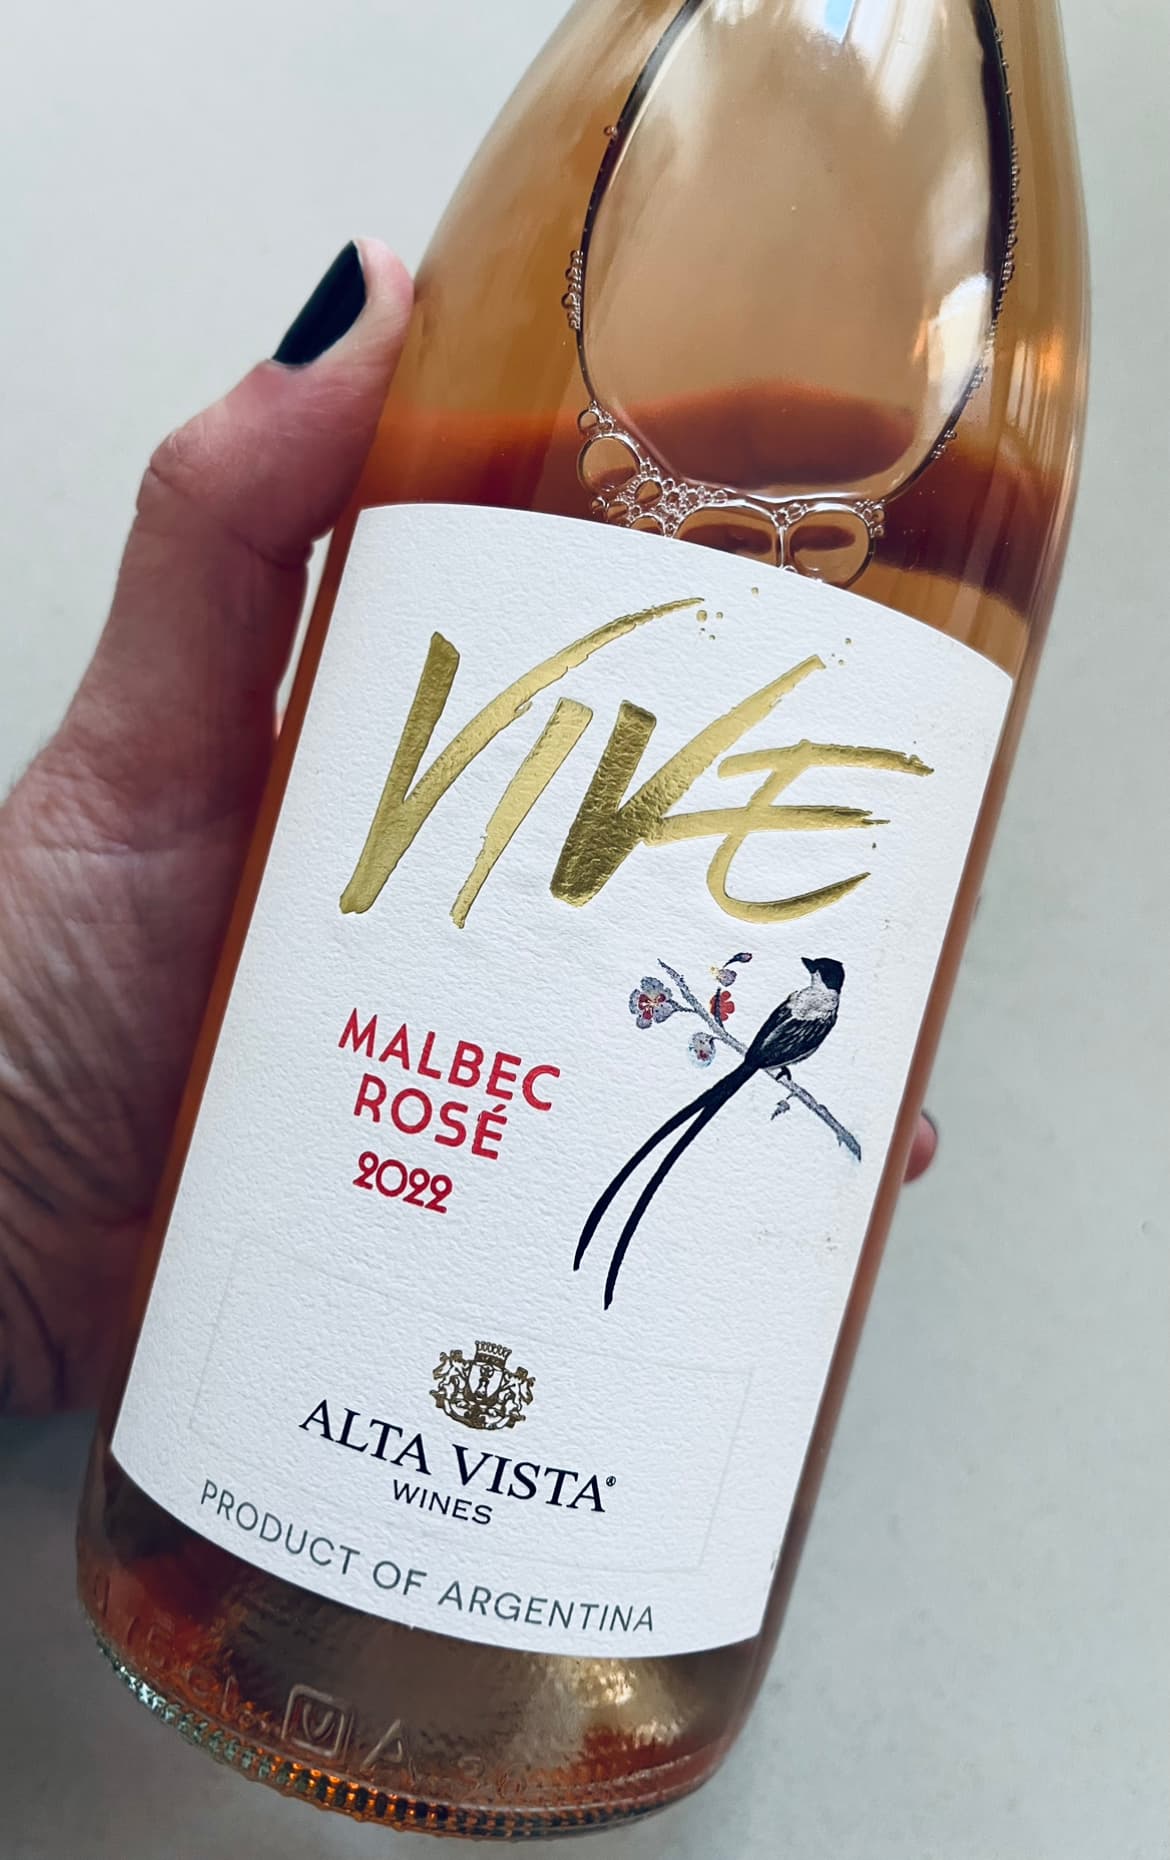 VIVE
MALBEC
ROSÉ
2022
ALTA VISTA®
WINES
PRODUCT OF ARGENTINA